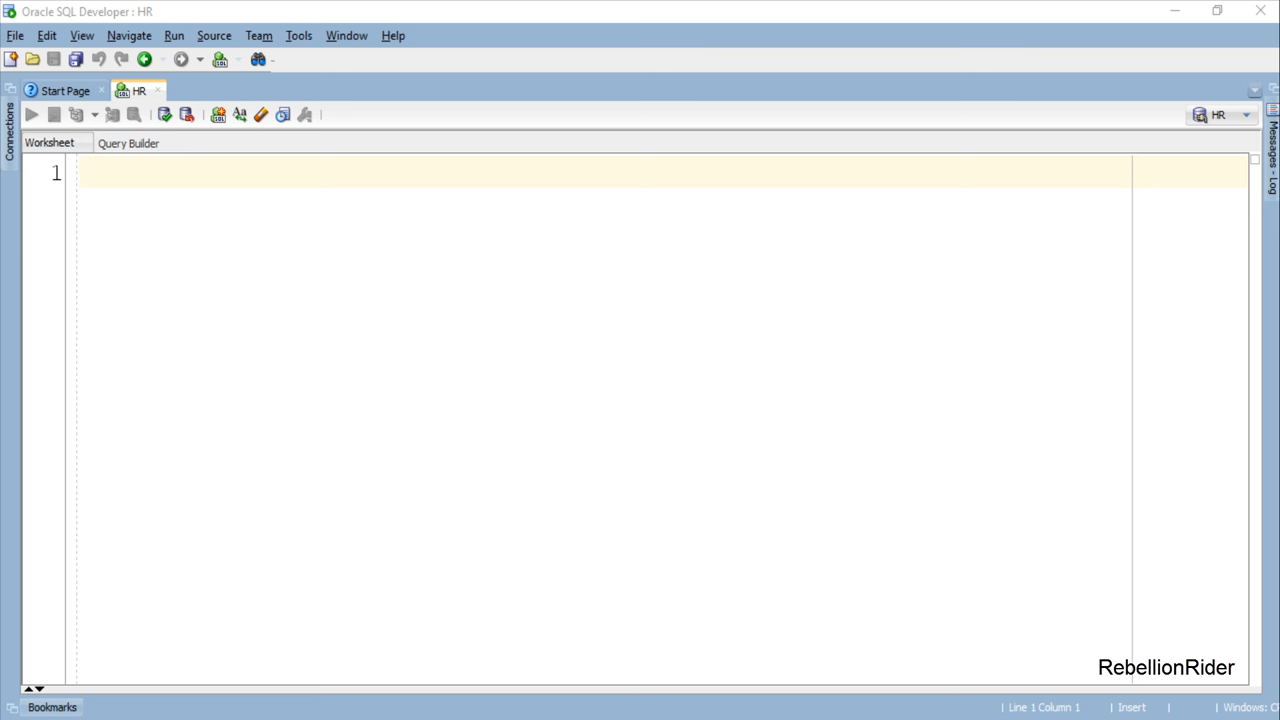 Oracle SQL Developer : HR
File Edit View Navigate Run Source Team Tools Window Help
Start Page HR
Connections
HR
Messages - Log
Worksheet Query Builder
1
RebellionRider
Bookmarks
Line 1 Column 1 | Insert | | Windows: C